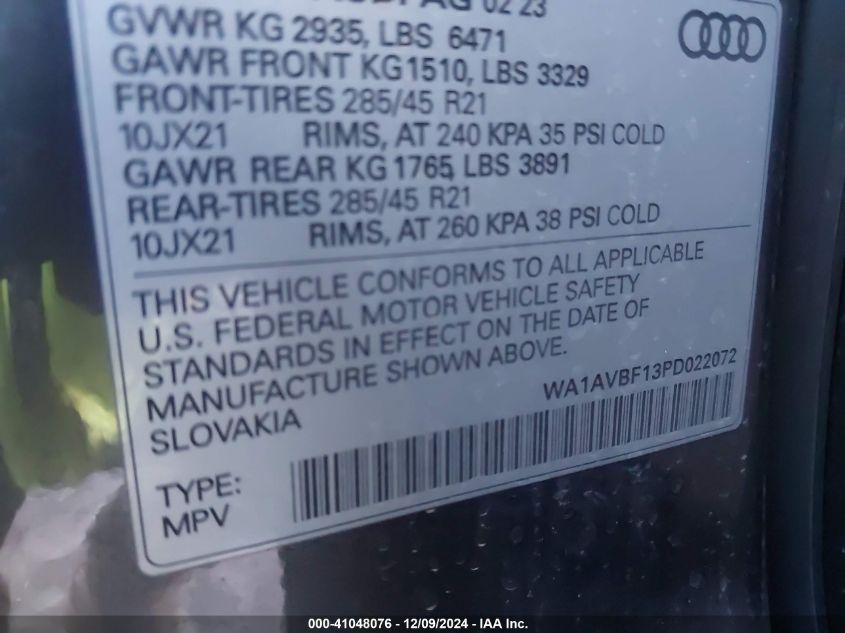 AG 02 23
GVWR KG 2935, LBS 6471
GAWR FRONT KG1510, LBS 3329
FRONT-TIRES 285/45 R21
10JX21 RIMS, AT 240 KPA 35 PSI COLD
GAWR REAR KG 1765, LBS 3891
REAR-TIRES 285/45 R21
10JX21 RIMS, AT 260 KPA 38 PSI COLD
THIS VEHICLE CONFORMS TO ALL APPLICABLE
U.S. FEDERAL MOTOR VEHICLE SAFETY
STANDARDS IN EFFECT ON THE DATE OF
MANUFACTURE SHOWN ABOVE.
SLOVAKIA
WA1AVBF13PD022072
TYPE:
MPV
000-41048076 - 12/09/2024 - IAA Inc.